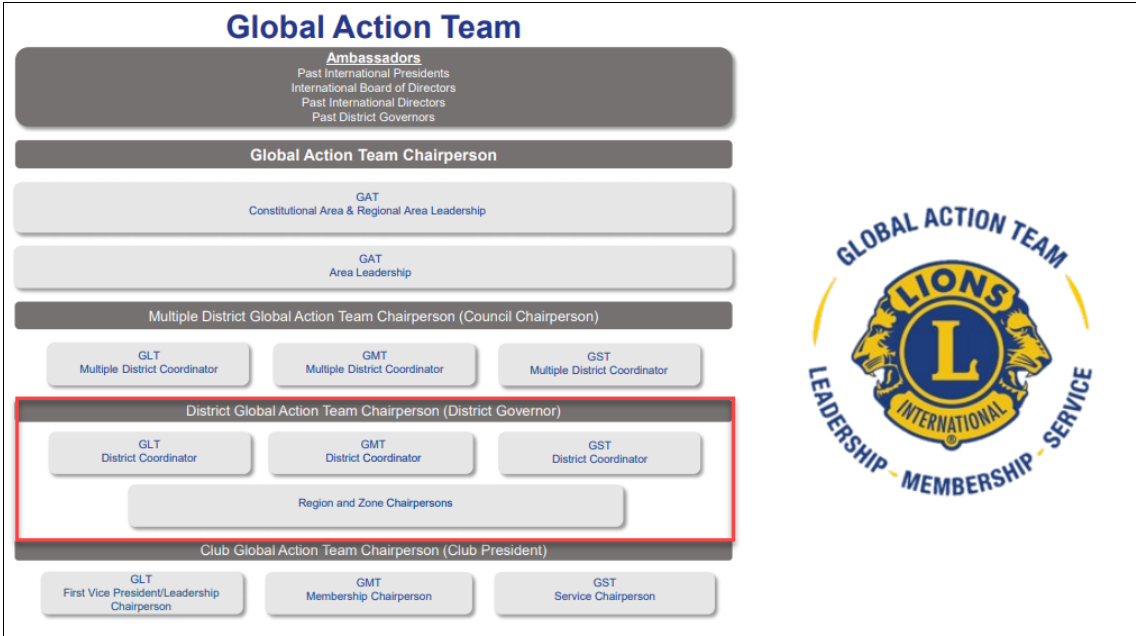 Global Action Team
Ambassadors
Past International Presidents
International Board of Directors
Past International Directors
Past District Governors
Global Action Team Chairperson
GAT
Constitutional Area & Regional Area Leadership
GAT
Area Leadership
Multiple District Global Action Team Chairperson (Council Chairperson)
GLT
Multiple District Coordinator
GMT
Multiple District Coordinator
GST
Multiple District Coordinator
District Global Action Team Chairperson (District Governor)
GLT
District Coordinator
GMT
District Coordinator
GST
District Coordinator
Region and Zone Chairpersons
Club Global Action Team Chairperson (Club President)
GLT
First Vice President/Leadership
Chairperson
GMT
Membership Chairperson
GST
Service Chairperson
GLOBAL ACTION TEAM
LIONS
L
INTERNATIONAL
®
LEADERSHIP - MEMBERSHIP - SERVICE